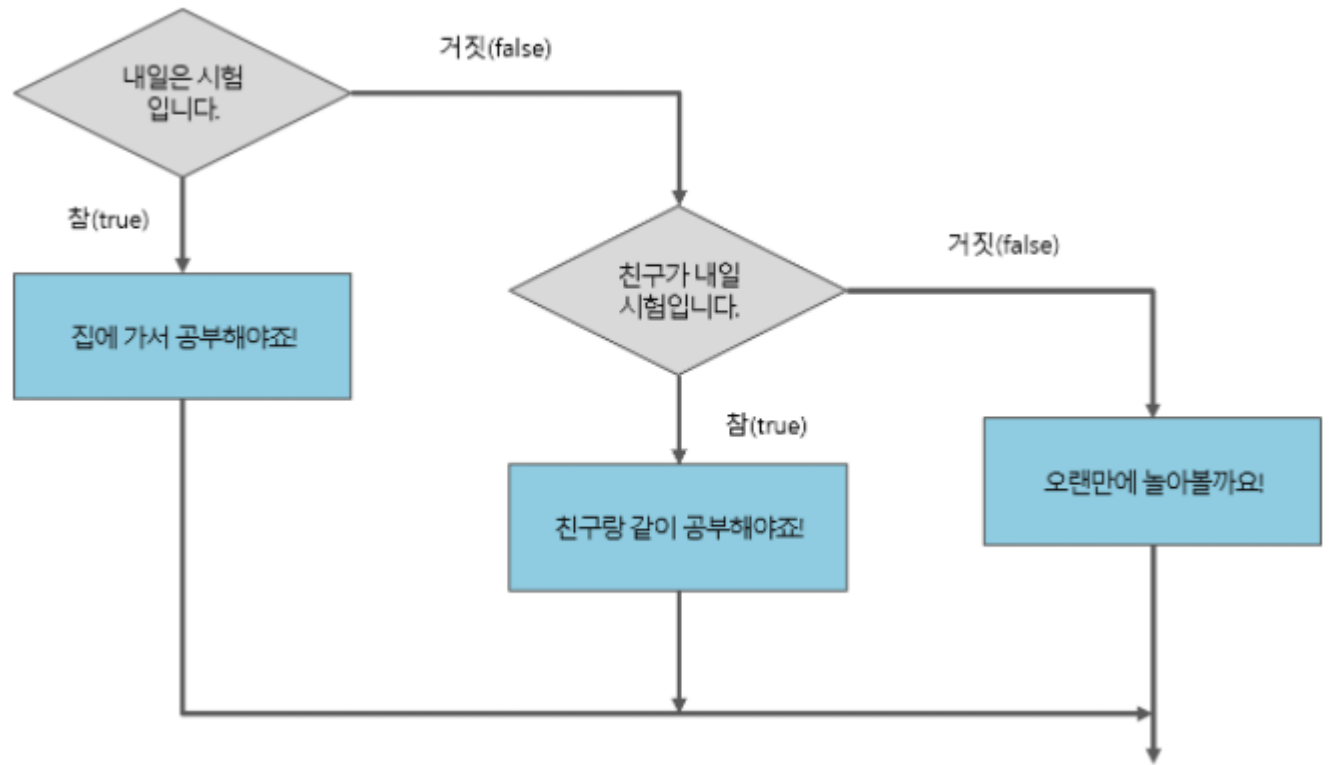 거짓(false)
내일은 시험
입니다.
참(true)
거짓(false)
친구가 내일
시험입니다.
집에 가서 공부해야죠!
참(true)
오랜만에 놀아볼까요!
친구랑 같이 공부해야죠!